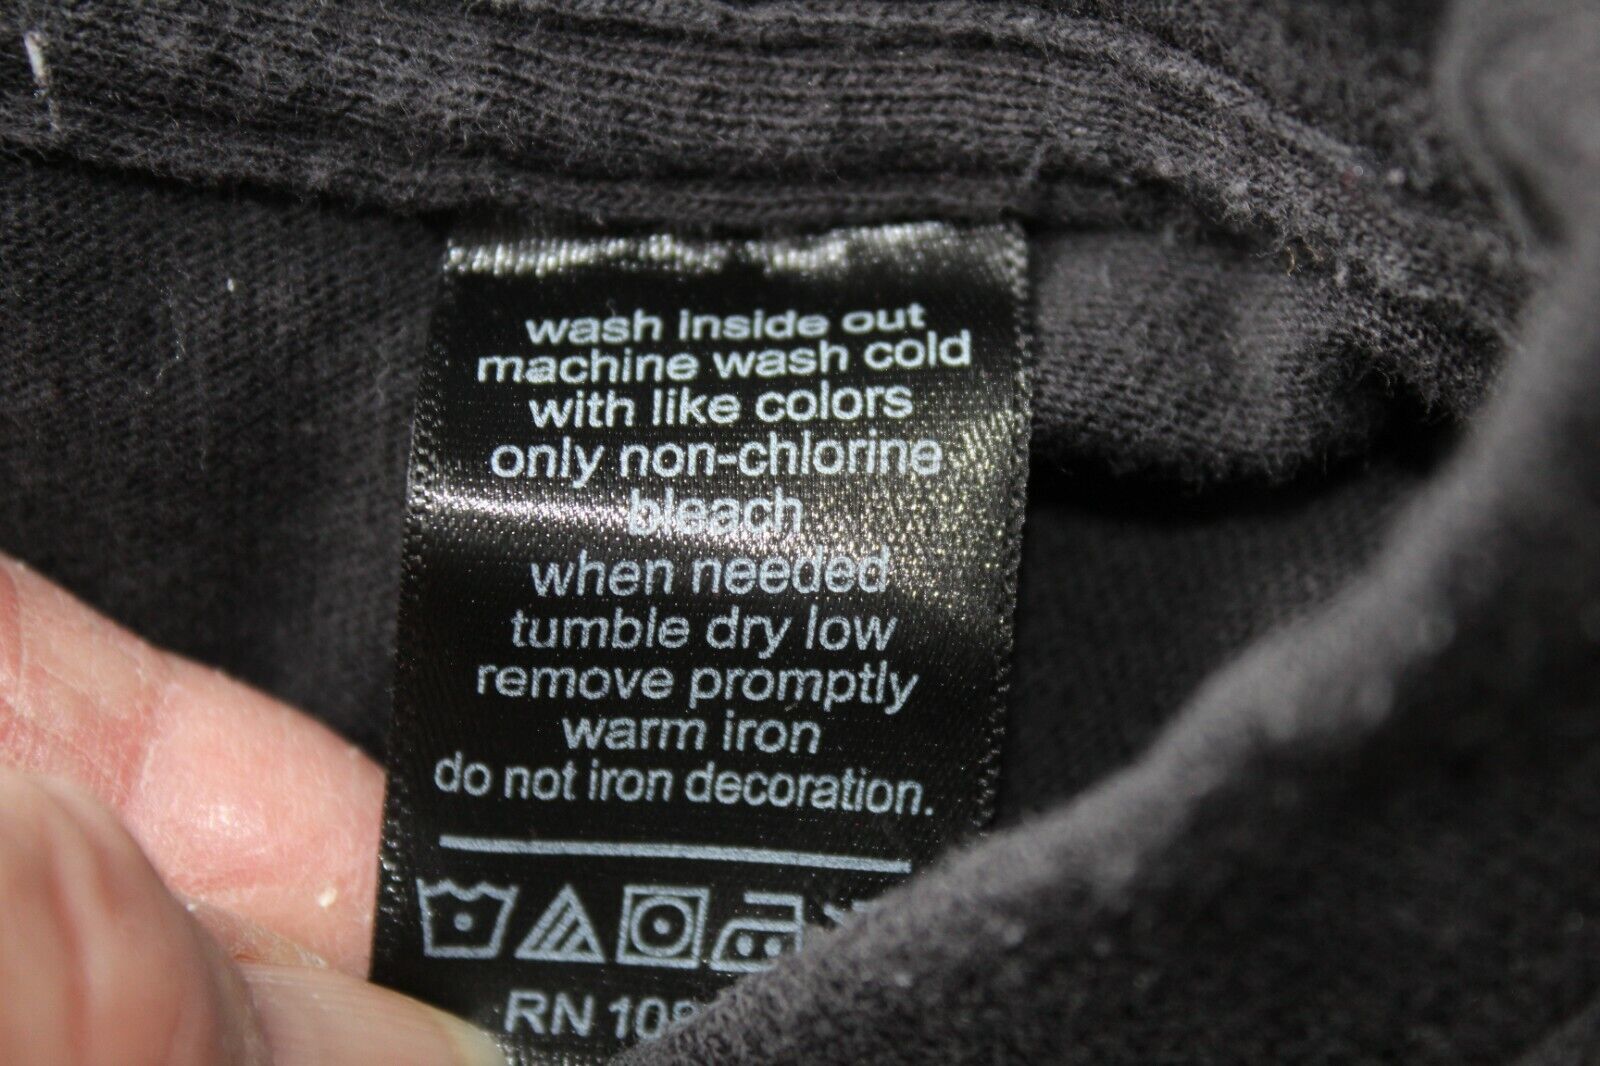 wash inside out
machine wash cold
with like colors
only non-chlorine
bleach
when needed
tumble dry low
remove promptly
warm iron
do not iron decoration.
RN